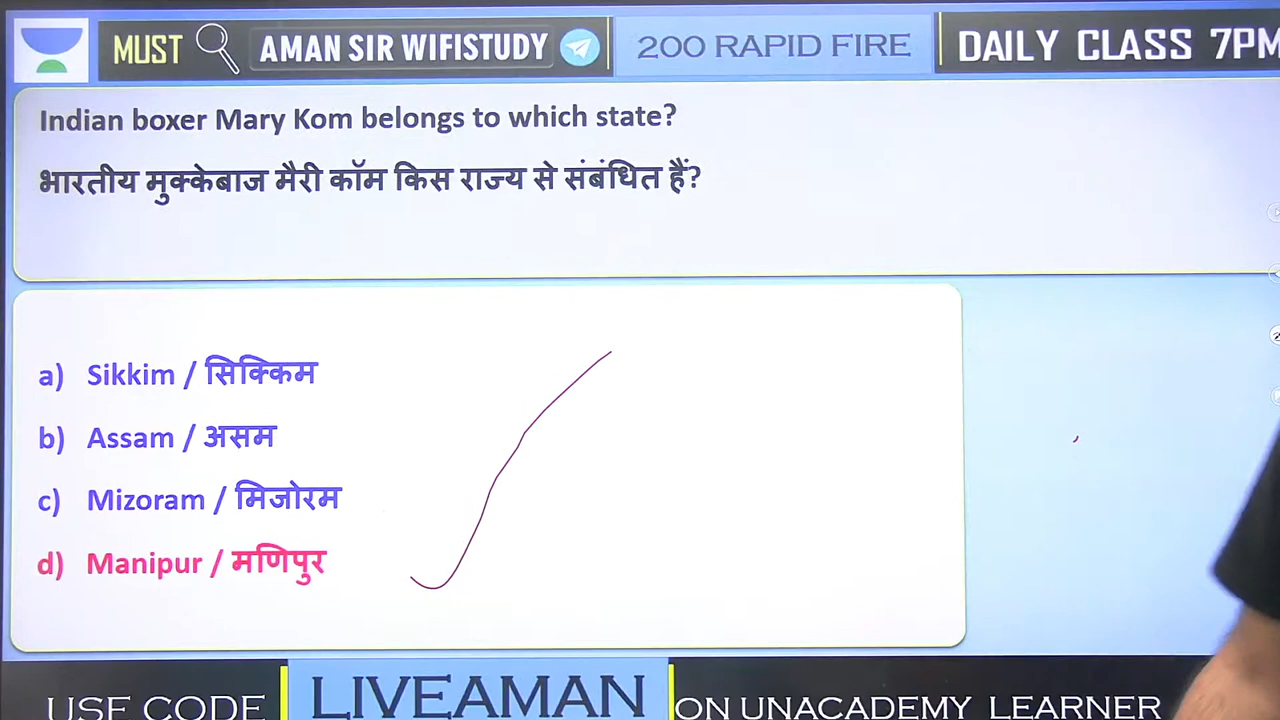 MUST AMAN SIR WIFISTUDY 200 RAPID FIRE DAILY CLASS 7PM
Indian boxer Mary Kom belongs to which state?
भारतीय मुक्केबाज मैरी कॉम किस राज्य से संबंधित हैं?
a) Sikkim / सिक्किम
b) Assam / असम
c) Mizoram / मिजोरम
d) Manipur / मणिपुर
USE CODE LIVEAMAN ON UNACADEMY LEARNER